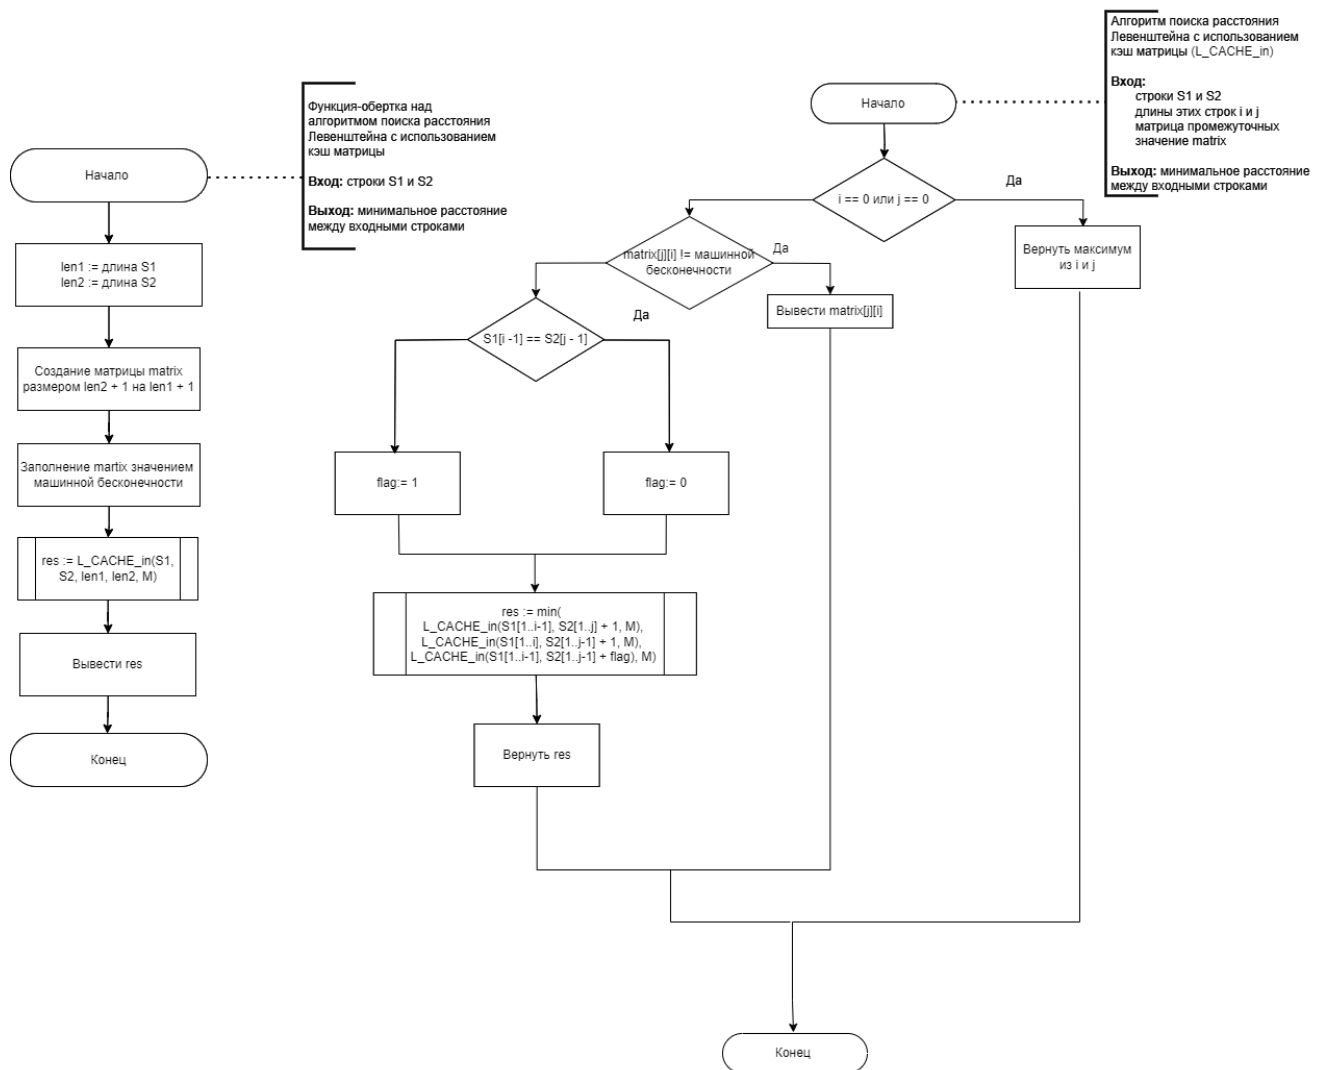 Начало
Функция-обертка над
алгоритмом поиска расстояния
Левенштейна с использованием
кэш матрицы
Вход: строки S1 и S2
Выход: минимальное расстояние
между входными строками
len1 := длина S1
len2 := длина S2
Создание матрицы matrix
размером len2 + 1 на len1 + 1
Заполнение martix значением
машинной бесконечности
res := L_CACHE_in(S1,
S2, len1, len2, M)
Вывести res
Конец
Начало
Алгоритм поиска расстояния
Левенштейна с использованием
кэш матрицы (L_CACHE_in)
Вход:
строки S1 и S2
длины этих строк i и j
матрица промежуточных
значение matrix
Выход: минимальное расстояние
между входными строками
i == 0 или j == 0
Да
Вернуть максимум
из i и j
matrix[j][i] != машинной
бесконечности
Да
Вывести matrix[j][i]
S1[i -1] == S2[j - 1]
Да
flag:= 1
flag:= 0
res := min(
L_CACHE_in(S1[1..i-1], S2[1..j] + 1, M),
L_CACHE_in(S1[1..i], S2[1..j-1] + 1, M),
L_CACHE_in(S1[1..i-1], S2[1..j-1] + flag), M)
Вернуть res
Конец